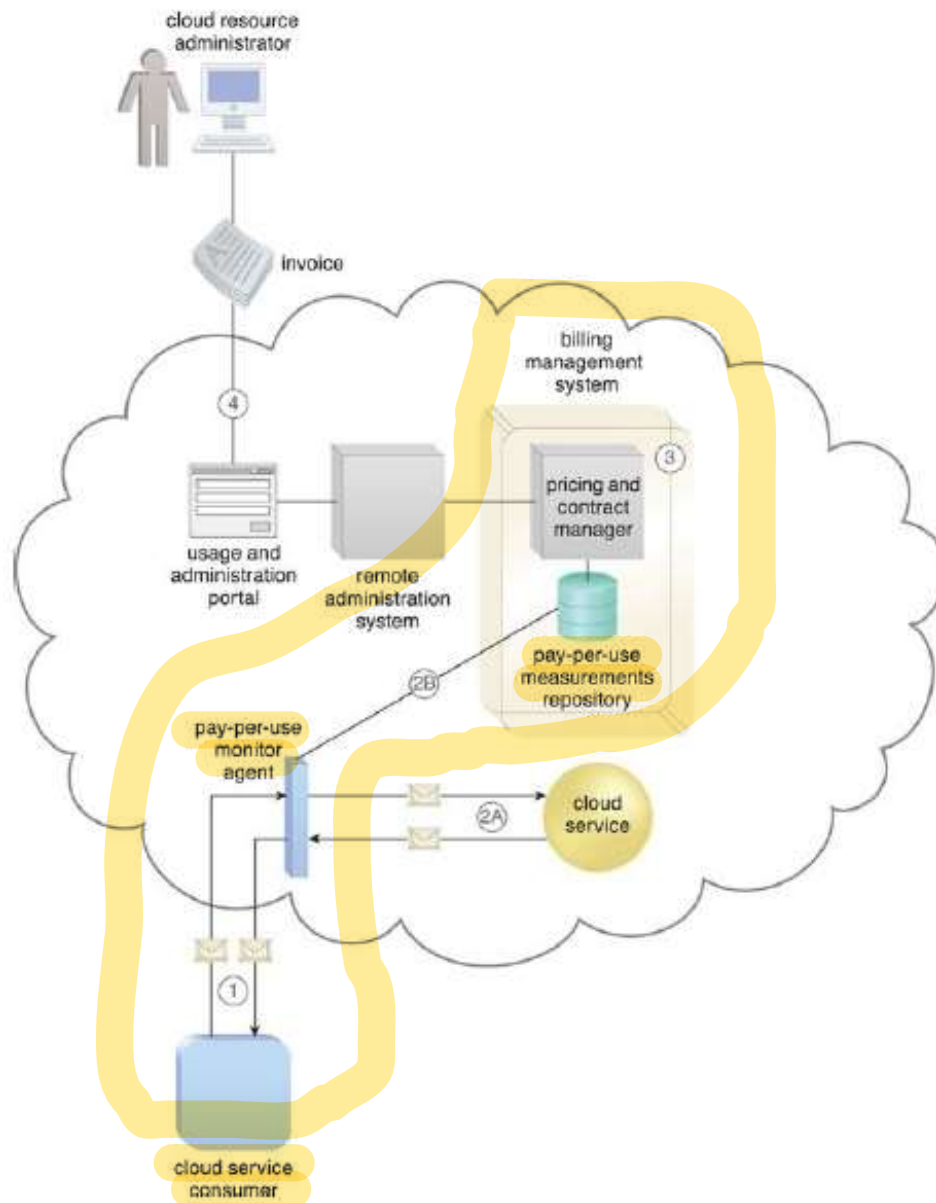 cloud resource
administrator
invoice
billing
management
system
4
3
pricing and
contract
manager
usage and
administration
portal
remote
administration
system
pay-per-use
measurements
repository
2B
pay-per-use
monitor
agent
2A
cloud
service
1
cloud service
consumer